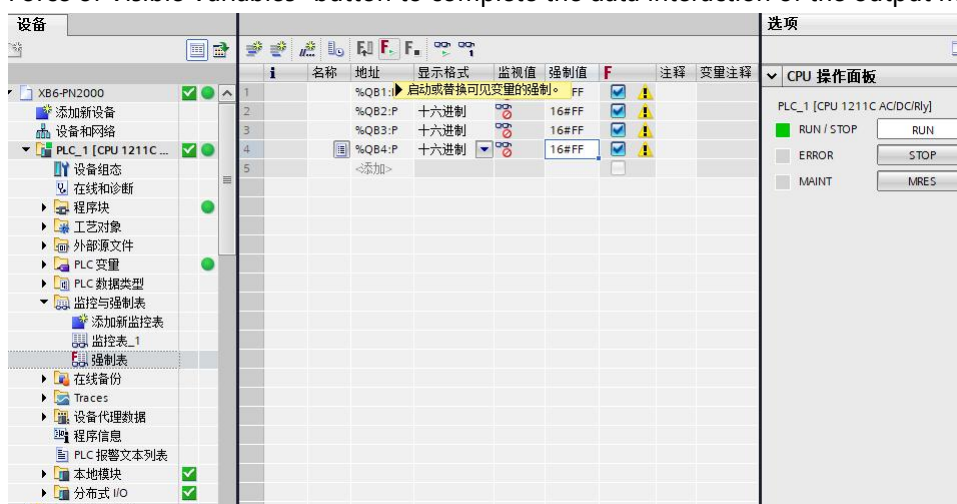 Force of Visible Variables" button to complete the data interaction of the output m
设备
选项
i 名称 地址 显示格式 监视值 强制值 F 注释 变量注释
1 %QB1:P 启动或替换可见变量的强制。 FF
2 %QB2:P 十六进制 16#FF
3 %QB3:P 十六进制 16#FF
4 %QB4:P 十六进制 16#FF
5 <添加>
XB6-PN2000
添加新设备
设备和网络
PLC_1 [CPU 1211C ...
设备组态
在线和诊断
程序块
工艺对象
外部源文件
PLC 变量
PLC 数据类型
监控与强制表
添加新监控表
监控表_1
强制表
在线备份
Traces
设备代理数据
程序信息
PLC 报警文本列表
本地模块
分布式 I/O
CPU 操作面板
PLC_1 [CPU 1211C AC/DC/Rly]
RUN / STOP RUN
ERROR STOP
MAINT MRES